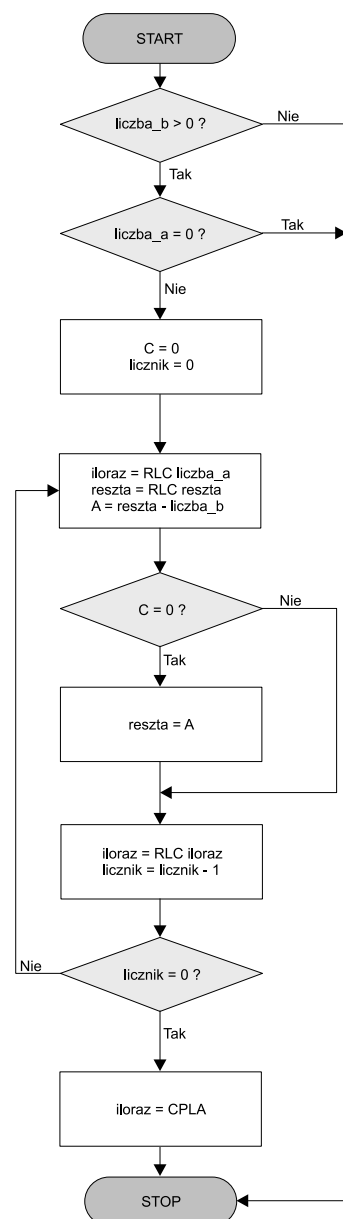 START
liczba_b > 0 ?
Nie
Tak
liczba_a = 0 ?
Tak
Nie
C = 0
licznik = 0
iloraz = RLC liczba_a
reszta = RLC reszta
A = reszta - liczba_b
C = 0 ?
Nie
Tak
reszta = A
iloraz = RLC iloraz
licznik = licznik - 1
licznik = 0 ?
Nie
Tak
iloraz = CPLA
STOP